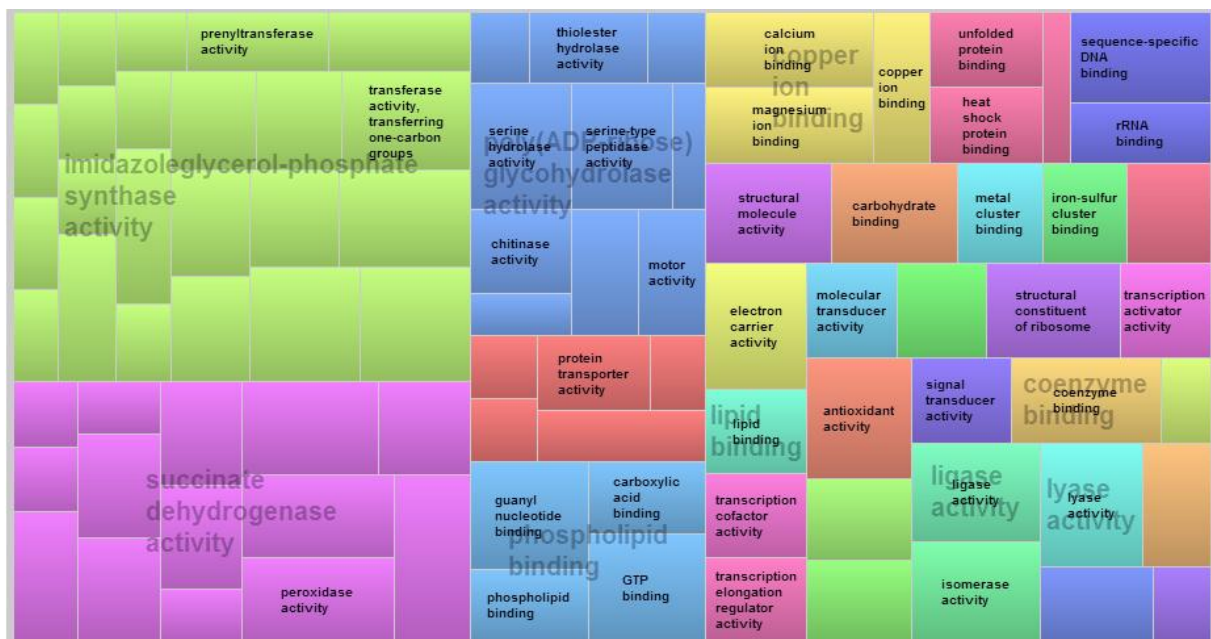 prenyltransferase
activity
transferase
activity,
transferring
one-carbon
groups
imidazoleglycerol-phosphate
synthase
activity
succinate
dehydrogenase
activity
peroxidase
activity
thiolester
hydrolase
activity
serine
hydrolase
activity
serine-type
peptidase
activity
poly(ADP-ribose)
glycohydrolase
activity
chitinase
activity
motor
activity
protein
transporter
activity
guanyl
nucleotide
binding
carboxylic
acid
binding
phospholipid
binding
phospholipid
binding
GTP
binding
calcium
ion
binding
copper
ion
binding
magnesium
ion
binding
copper
ion
binding
unfolded
protein
binding
heat
shock
protein
binding
sequence-specific
DNA
binding
rRNA
binding
structural
molecule
activity
carbohydrate
binding
metal
cluster
binding
iron-sulfur
cluster
binding
electron
carrier
activity
molecular
transducer
activity
structural
constituent
of ribosome
transcription
activator
activity
lipid
binding
lipid
binding
antioxidant
activity
signal
transducer
activity
coenzyme
binding
coenzyme
binding
transcription
cofactor
activity
ligase
activity
ligase
activity
lyase
activity
lyase
activity
transcription
elongation
regulator
activity
isomerase
activity